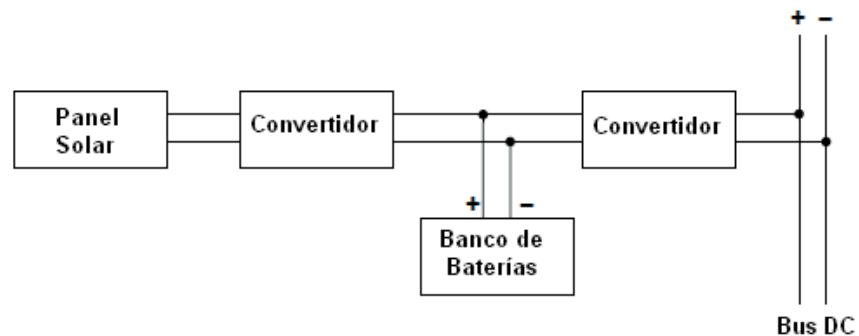 + −
Panel
Solar
Convertidor
Convertidor
+ −
Banco de
Baterías
Bus DC